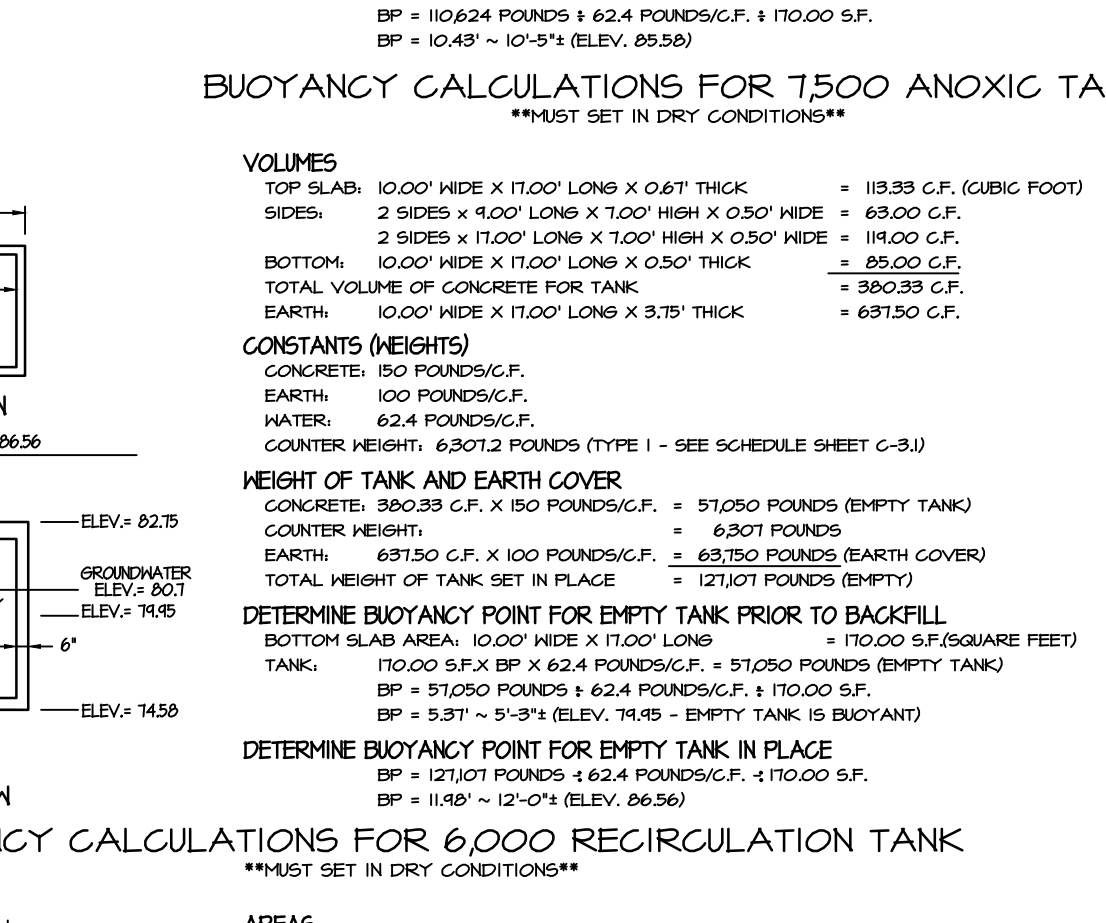 BP = 110,624 POUNDS ÷ 62.4 POUNDS/C.F. ÷ 170.00 S.F.
BP = 10.43' ~ 10'-5"± (ELEV. 85.58)
BUOYANCY CALCULATIONS FOR 7,500 ANOXIC TA
**MUST SET IN DRY CONDITIONS**
VOLUMES
TOP SLAB: 10.00' WIDE X 17.00' LONG X 0.67' THICK = 113.33 C.F. (CUBIC FOOT)
SIDES: 2 SIDES x 9.00' LONG X 7.00' HIGH X 0.50' WIDE = 63.00 C.F.
2 SIDES x 17.00' LONG X 7.00' HIGH X 0.50' WIDE = 119.00 C.F.
BOTTOM: 10.00' WIDE X 17.00' LONG X 0.50' THICK = 85.00 C.F.
TOTAL VOLUME OF CONCRETE FOR TANK = 380.33 C.F.
EARTH: 10.00' WIDE X 17.00' LONG X 3.75' THICK = 637.50 C.F.
CONSTANTS (WEIGHTS)
CONCRETE: 150 POUNDS/C.F.
EARTH: 100 POUNDS/C.F.
WATER: 62.4 POUNDS/C.F.
COUNTER WEIGHT: 6,307.2 POUNDS (TYPE 1 - SEE SCHEDULE SHEET C-3.1)
WEIGHT OF TANK AND EARTH COVER
CONCRETE: 380.33 C.F. X 150 POUNDS/C.F. = 57,050 POUNDS (EMPTY TANK)
COUNTER WEIGHT: = 6,307 POUNDS
EARTH: 637.50 C.F. X 100 POUNDS/C.F. = 63,750 POUNDS (EARTH COVER)
TOTAL WEIGHT OF TANK SET IN PLACE = 127,107 POUNDS (EMPTY)
DETERMINE BUOYANCY POINT FOR EMPTY TANK PRIOR TO BACKFILL
BOTTOM SLAB AREA: 10.00' WIDE X 17.00' LONG = 170.00 S.F.(SQUARE FEET)
TANK: 170.00 S.F.X BP X 62.4 POUNDS/C.F. = 57,050 POUNDS (EMPTY TANK)
BP = 57,050 POUNDS ÷ 62.4 POUNDS/C.F. ÷ 170.00 S.F.
BP = 5.37' ~ 5'-3"± (ELEV. 79.95 - EMPTY TANK IS BUOYANT)
DETERMINE BUOYANCY POINT FOR EMPTY TANK IN PLACE
BP = 127,107 POUNDS ÷ 62.4 POUNDS/C.F. ÷ 170.00 S.F.
BP = 11.98' ~ 12'-0"± (ELEV. 86.56)
N
86.56
ELEV.= 82.75
GROUNDWATER
ELEV.= 80.7
ELEV.= 79.95
6"
ELEV.= 74.58
N
NCY CALCULATIONS FOR 6,000 RECIRCULATION TANK
**MUST SET IN DRY CONDITIONS**
AREAS